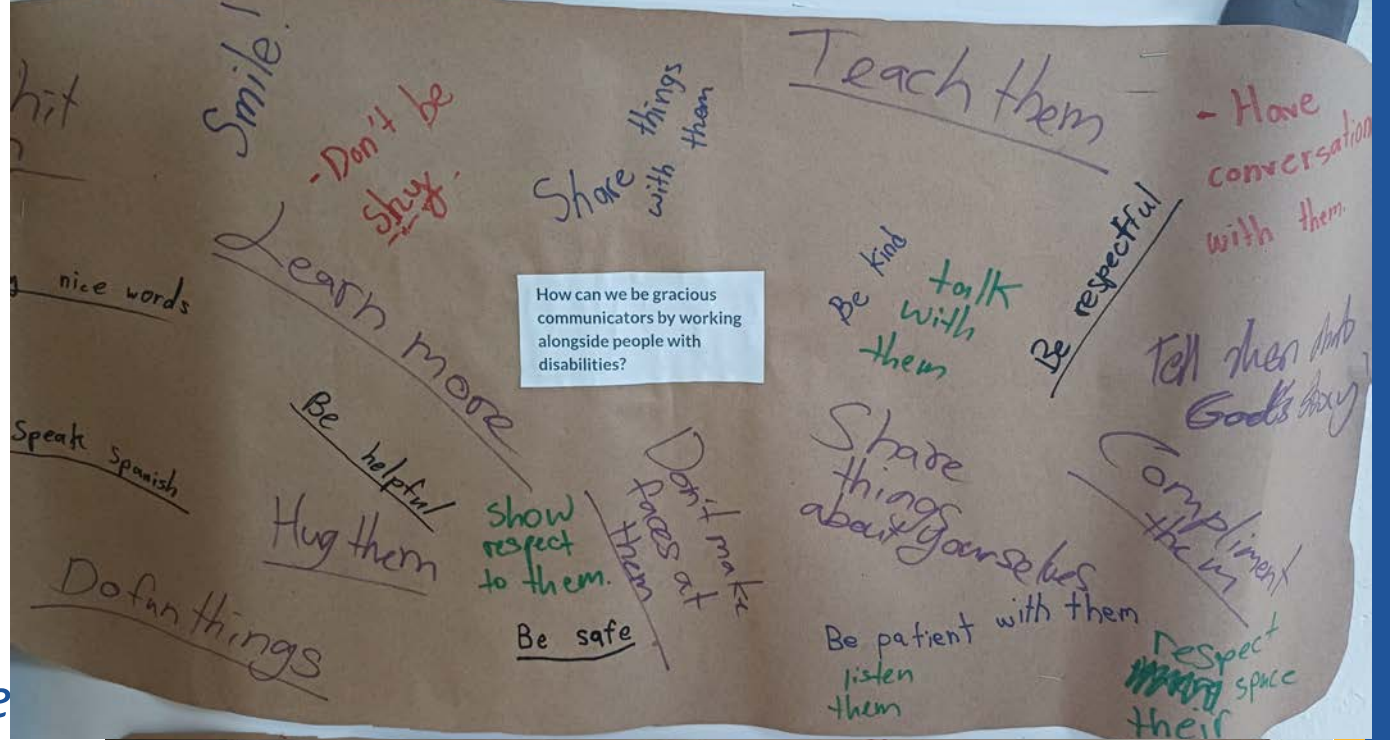 hit
Smile!
- Don't be
shy.
Share things
with them
Teach them
- Have
conversation
with them.
nice words
Learn more
How can we be gracious
communicators by working
alongside people with
disabilities?
Be kind
talk
with
them
Be respectful
Tell them
God's story
Speak Spanish
Be helpful
Hug them
show
respect
to them.
Don't make
faces at
them
Share
things
about yourselves
Compliment
them
Do fun things
Be safe
Be patient with them
listen
them
respect
space
their
e